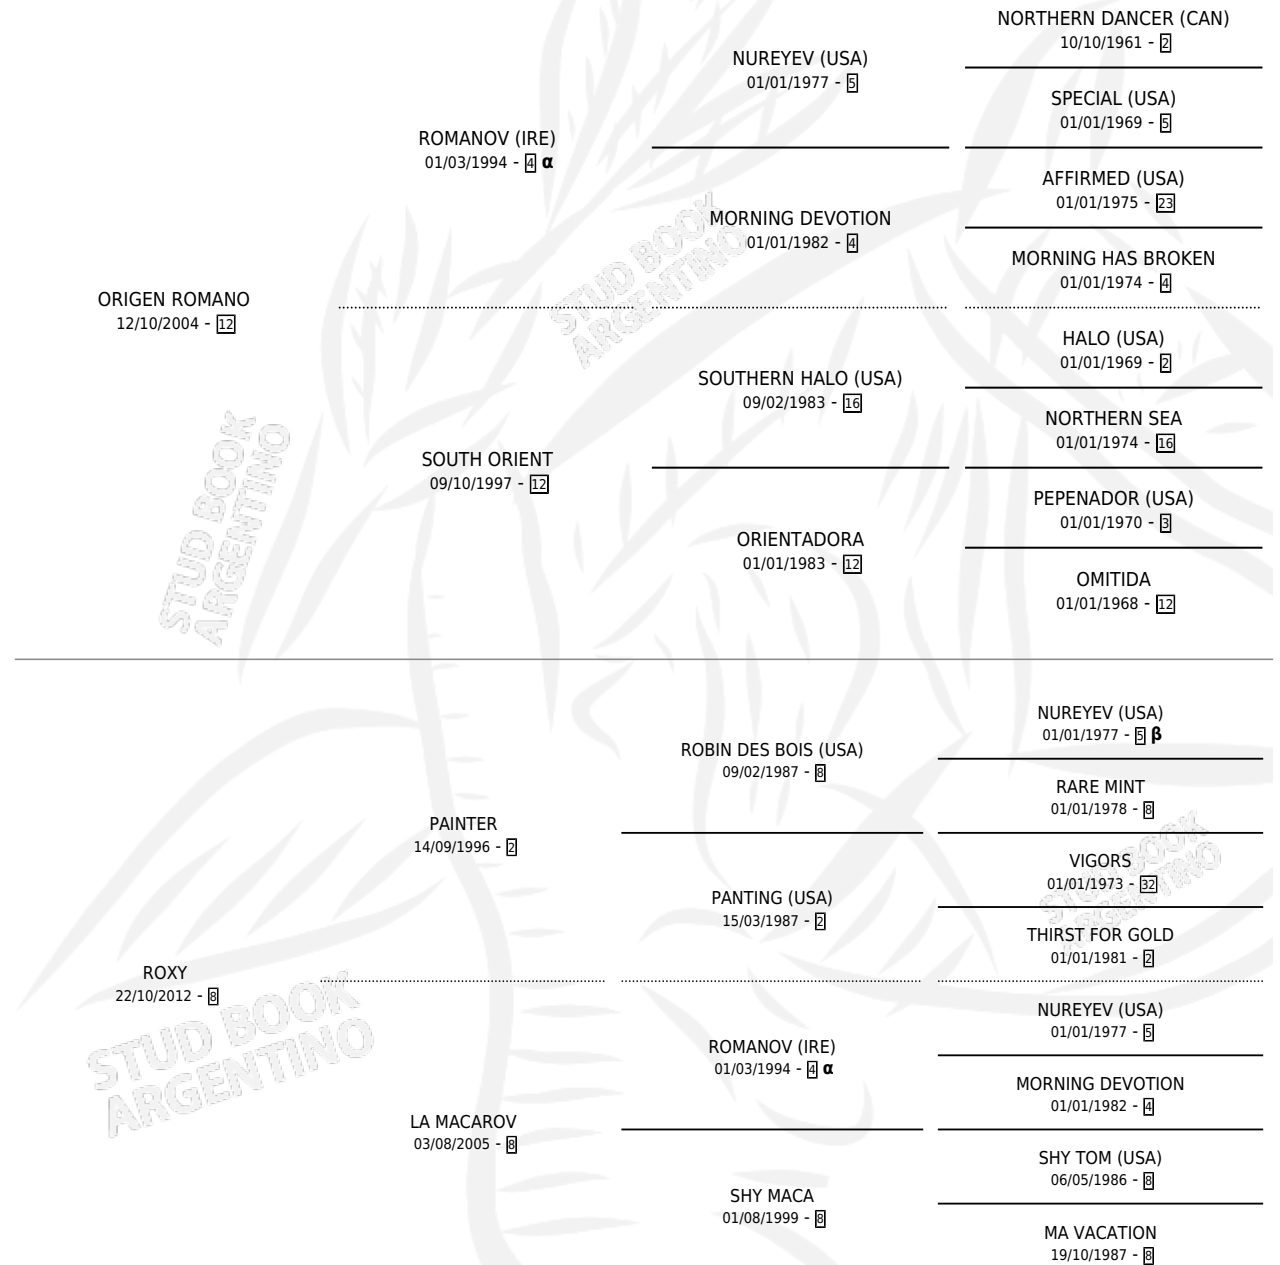 NORTHERN DANCER (CAN)
10/10/1961 - 2
NUREYEV (USA)
01/01/1977 - 5
SPECIAL (USA)
01/01/1969 - 5
ROMANOV (IRE)
01/03/1994 - 4 α
AFFIRMED (USA)
01/01/1975 - 23
MORNING DEVOTION
01/01/1982 - 4
MORNING HAS BROKEN
01/01/1974 - 4
ORIGEN ROMANO
12/10/2004 - 12
HALO (USA)
01/01/1969 - 2
SOUTHERN HALO (USA)
09/02/1983 - 16
NORTHERN SEA
01/01/1974 - 16
SOUTH ORIENT
09/10/1997 - 12
PEPENADOR (USA)
01/01/1970 - 3
ORIENTADORA
01/01/1983 - 12
OMITIDA
01/01/1968 - 12
NUREYEV (USA)
01/01/1977 - 5 β
ROBIN DES BOIS (USA)
09/02/1987 - 8
RARE MINT
01/01/1978 - 8
PAINTER
14/09/1996 - 2
VIGORS
01/01/1973 - 32
PANTING (USA)
15/03/1987 - 2
THIRST FOR GOLD
01/01/1981 - 2
ROXY
22/10/2012 - 8
NUREYEV (USA)
01/01/1977 - 5
ROMANOV (IRE)
01/03/1994 - 4 α
MORNING DEVOTION
01/01/1982 - 4
LA MACAROV
03/08/2005 - 8
SHY TOM (USA)
06/05/1986 - 8
SHY MACA
01/08/1999 - 8
MA VACATION
19/10/1987 - 8
STUD BOOK
ARGENTINO
STUD BOOK
ARGENTINO
STUD BOOK
ARGENTINO
STUD BOOK
ARGENTINO